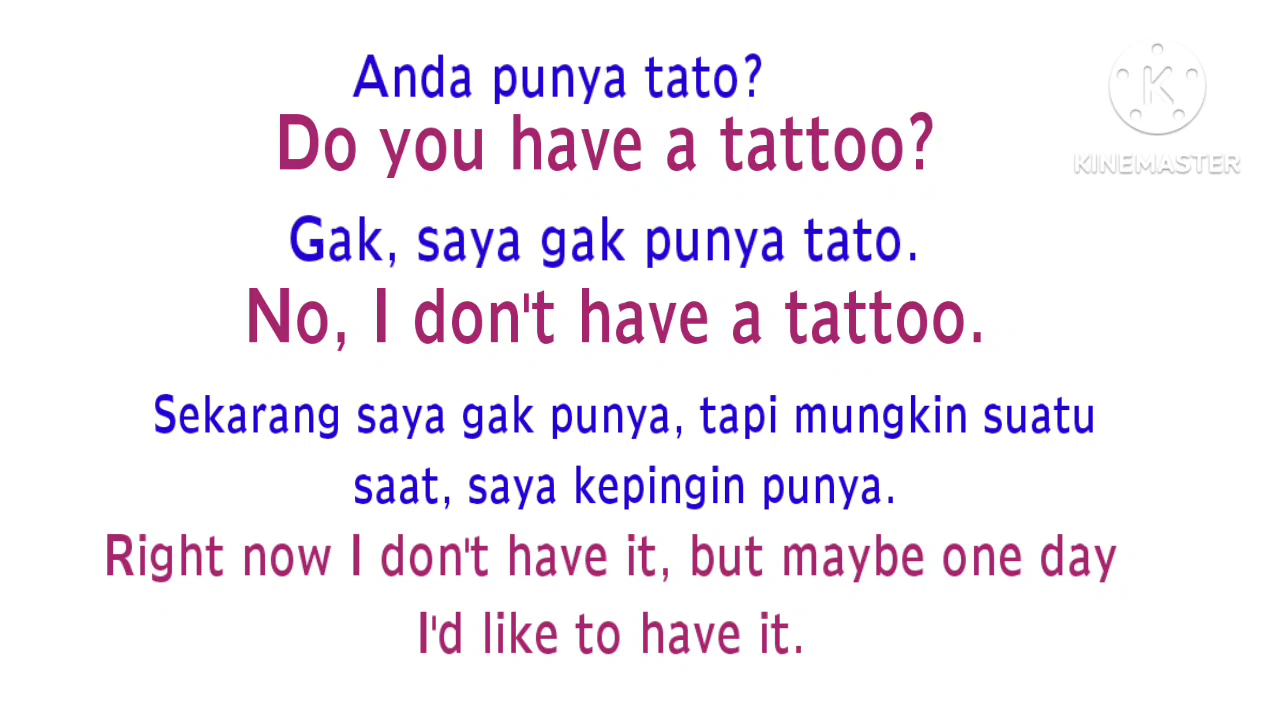 Anda punya tato?
Do you have a tattoo?
Gak, saya gak punya tato.
No, I don't have a tattoo.
Sekarang saya gak punya, tapi mungkin suatu
saat, saya kepingin punya.
Right now I don't have it, but maybe one day
I'd like to have it.
K
KINEMASTER